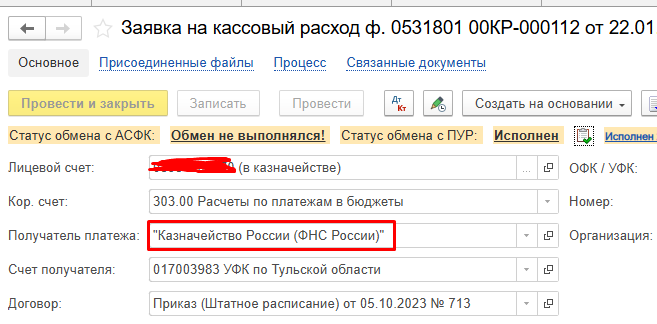 Заявка на кассовый расход ф. 0531801 00КР-000112 от 22.01
Основное Присоединенные файлы Процесс Связанные документы
Провести и закрыть Записать Провести Дт Кт Создать на основании
Статус обмена с АСФК: Обмен не выполнялся! Статус обмена с ПУР: Исполнен Исполнен
Лицевой счет: (в казначействе) ... ОФК / УФК:
Кор. счет: 303.00 Расчеты по платежам в бюджеты Номер:
Получатель платежа: "Казначейство России (ФНС России)" Организация:
Счет получателя: 017003983 УФК по Тульской области
Договор: Приказ (Штатное расписание) от 05.10.2023 № 713